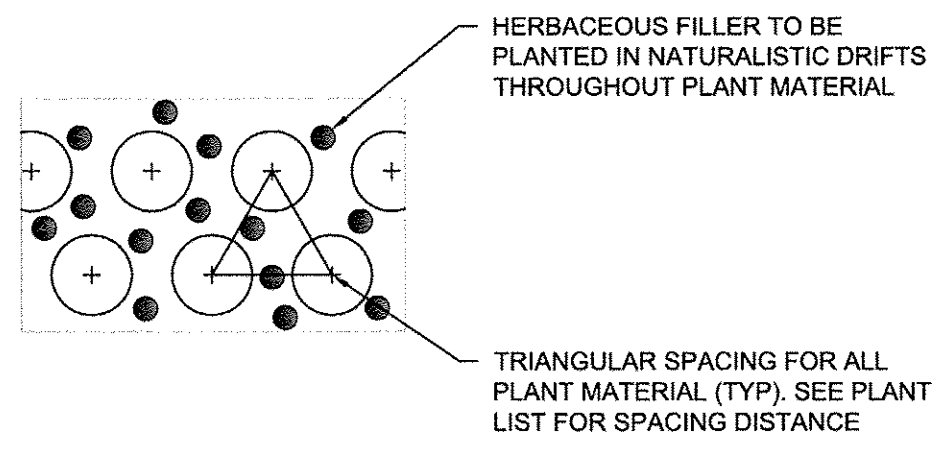 HERBACEOUS FILLER TO BE
PLANTED IN NATURALISTIC DRIFTS
THROUGHOUT PLANT MATERIAL
TRIANGULAR SPACING FOR ALL
PLANT MATERIAL (TYP). SEE PLANT
LIST FOR SPACING DISTANCE